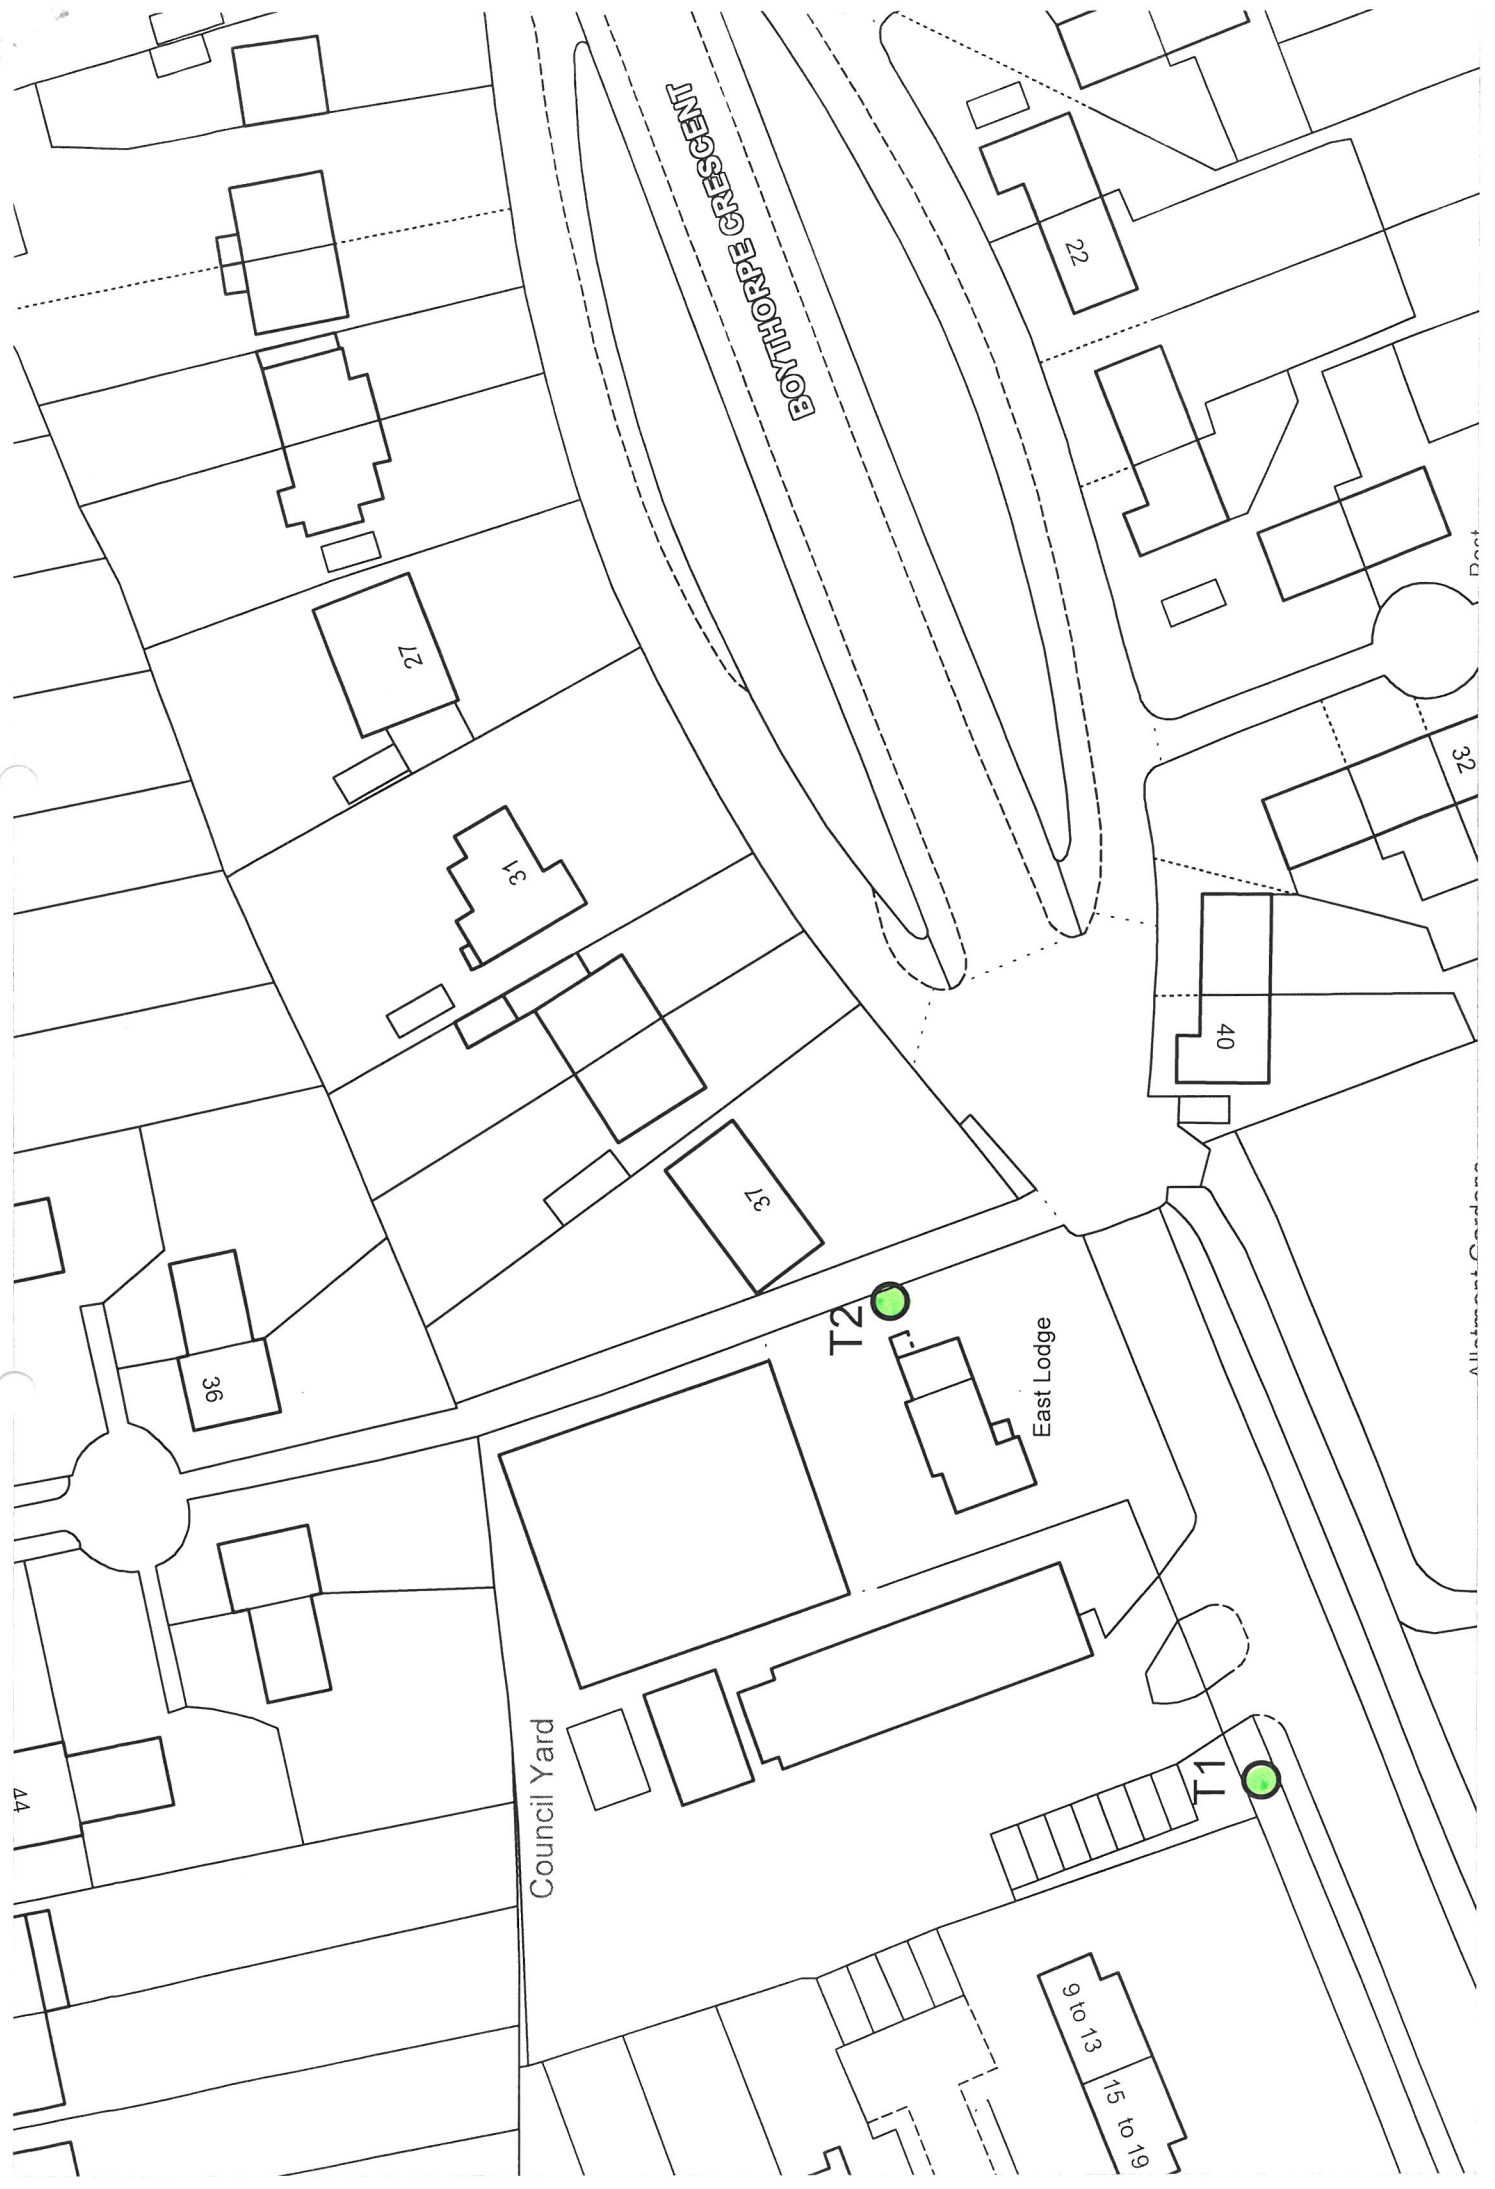 BOYTHORPE CRESCENT
22
27
32
31
40
37
T2
East Lodge
36
Council Yard
T1
44
9 to 13
15 to 19